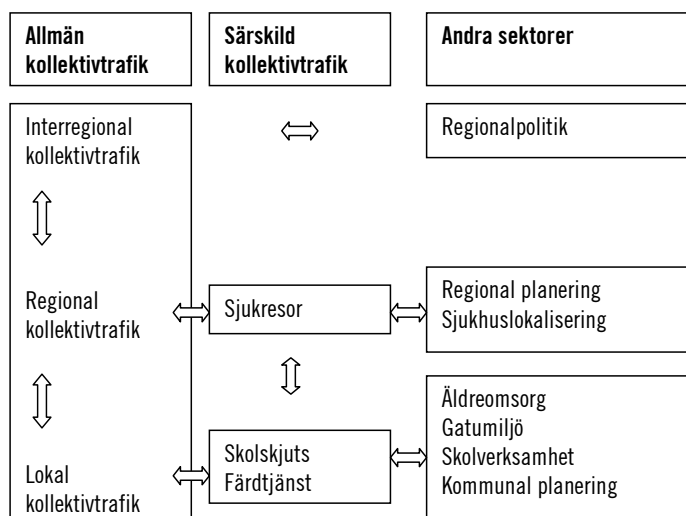 Allmän
kollektivtrafik
Särskild
kollektivtrafik
Andra sektorer
Interregional
kollektivtrafik
Regionalpolitik
Regional
kollektivtrafik
Sjukresor
Regional planering
Sjukhuslokalisering
Lokal
kollektivtrafik
Skolskjuts
Färdtjänst
Äldreomsorg
Gatumiljö
Skolverksamhet
Kommunal planering